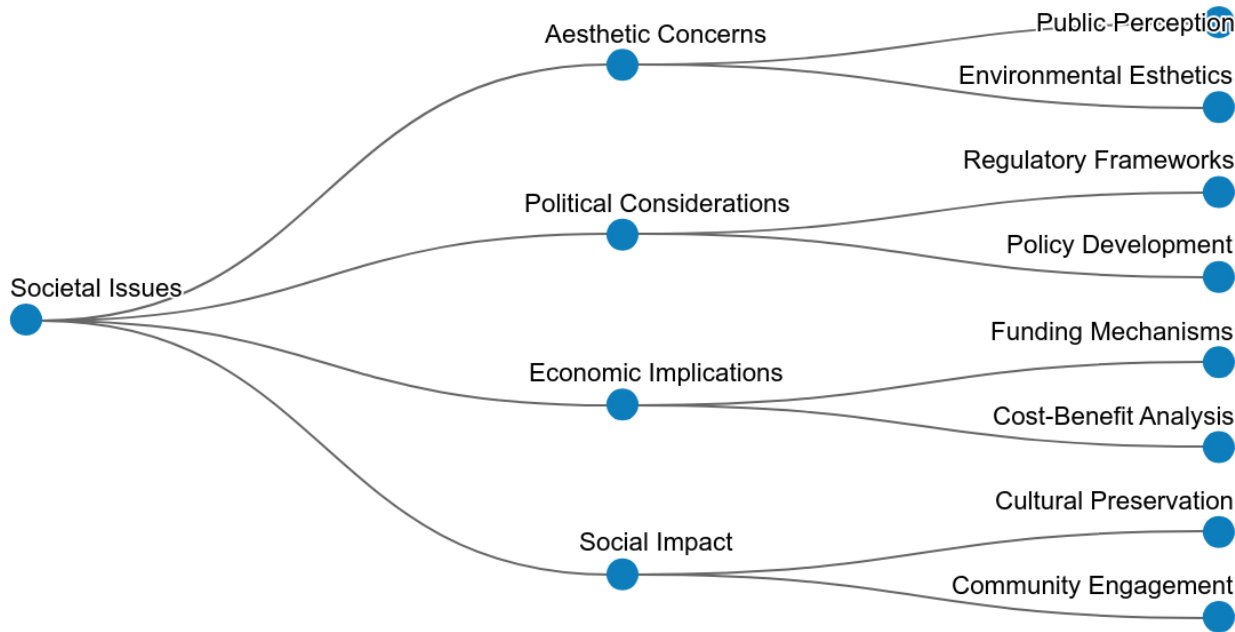 Societal Issues
Aesthetic Concerns
Public Perception
Environmental Esthetics
Political Considerations
Regulatory Frameworks
Policy Development
Economic Implications
Funding Mechanisms
Cost-Benefit Analysis
Social Impact
Cultural Preservation
Community Engagement